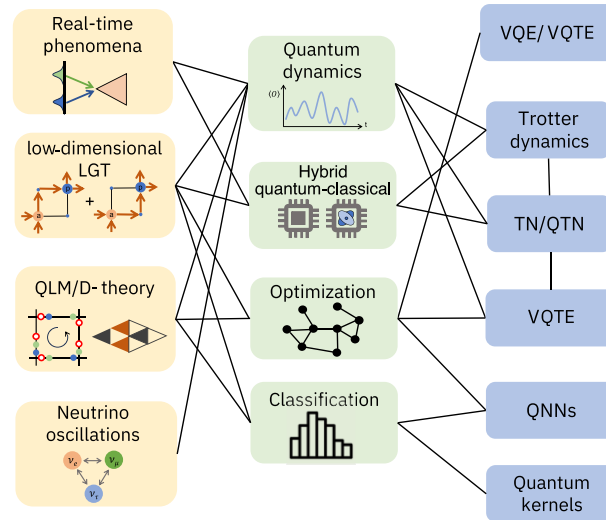 Real-time
phenomena
low-dimensional
LGT
a
p
+
a
p
QLM/D- theory
Neutrino
oscillations
νe
νμ
ντ
Quantum
dynamics
⟨O⟩
t
Hybrid
quantum-classical
Optimization
Classification
VQE/ VQTE
Trotter
dynamics
TN/QTN
VQTE
QNNs
Quantum
kernels